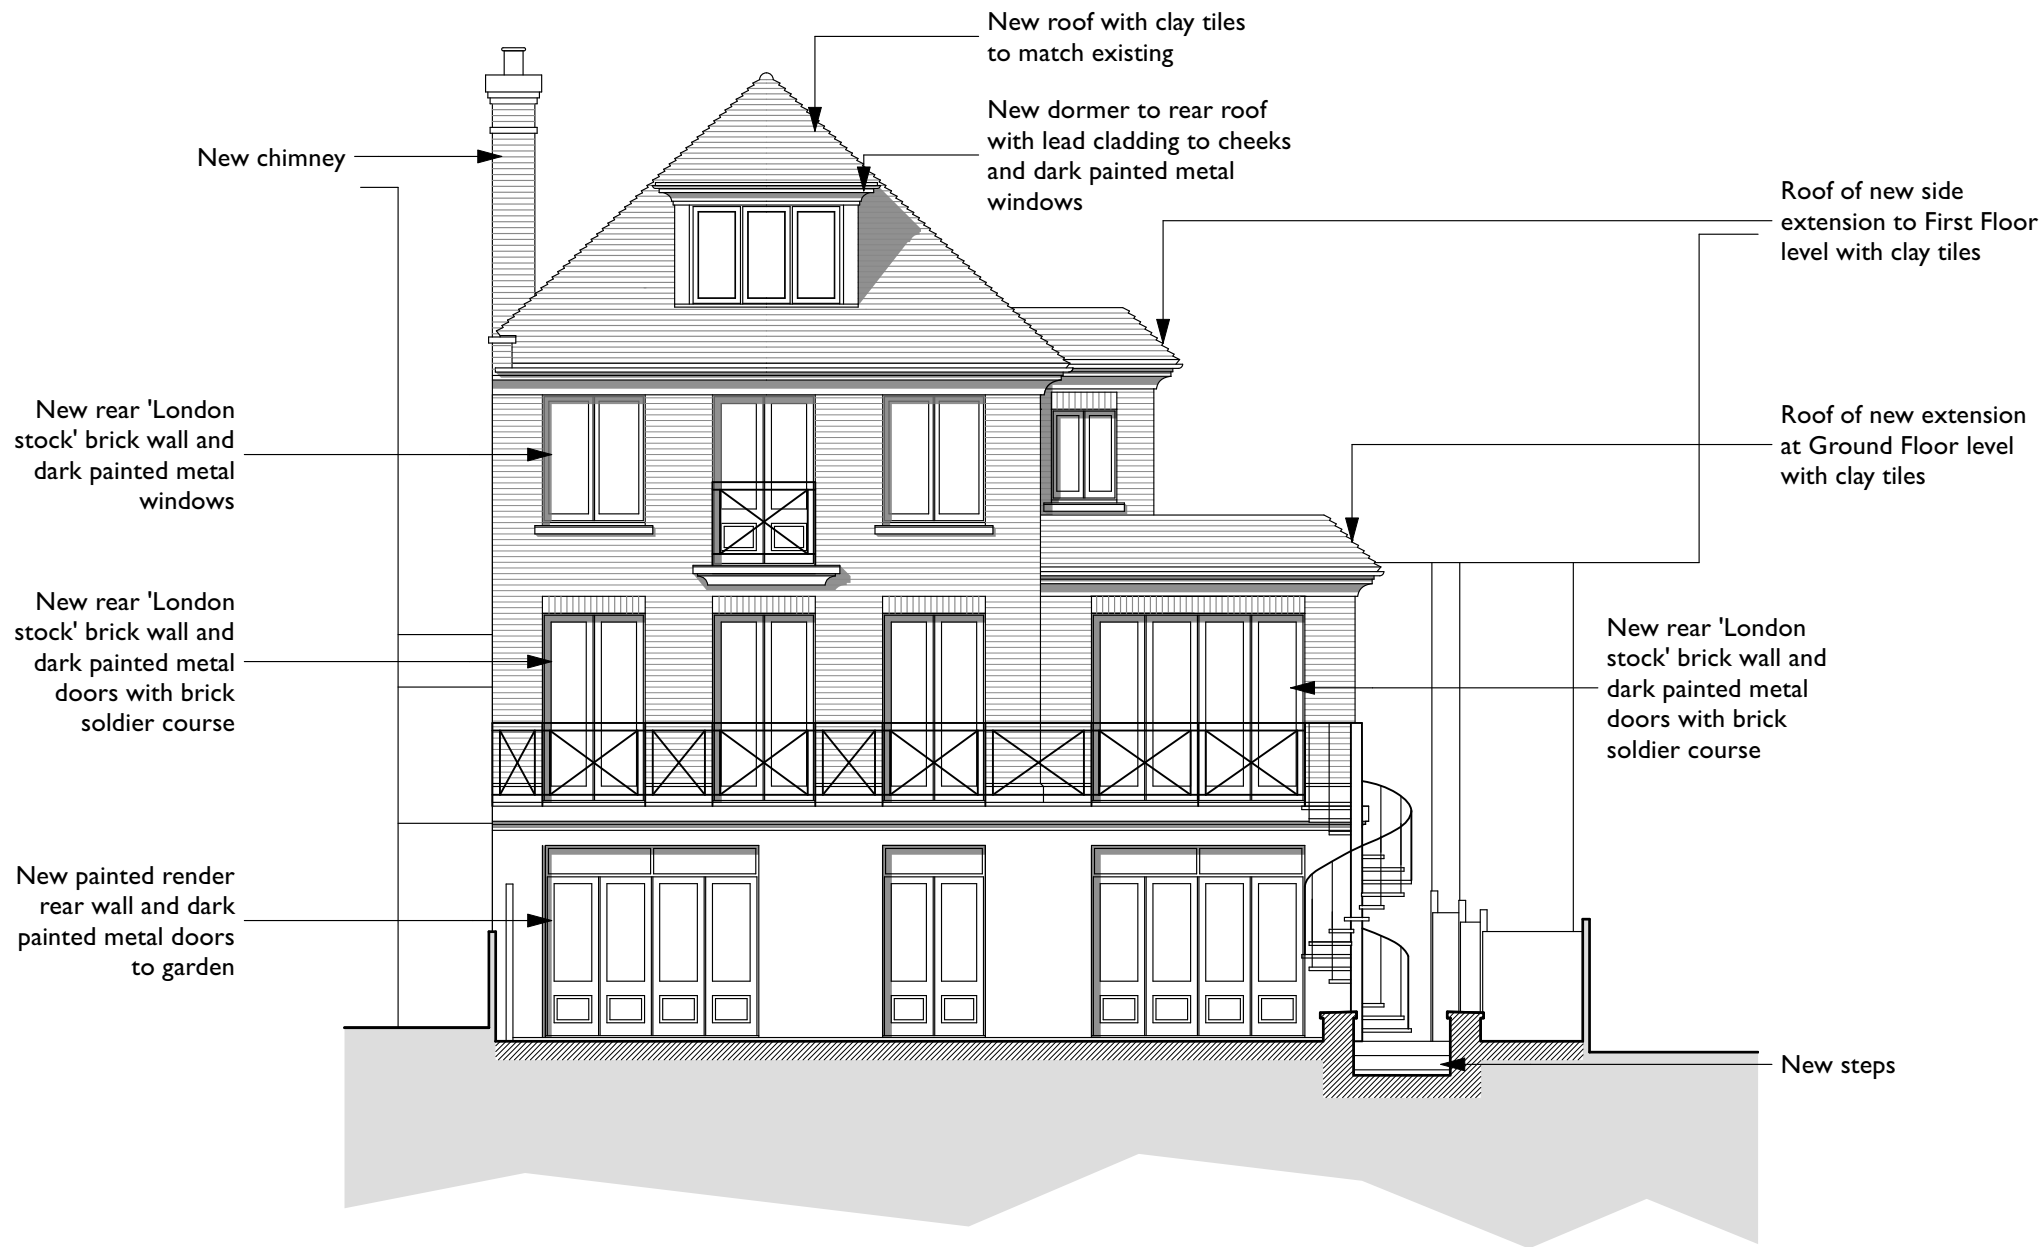 New roof with clay tiles
to match existing
New dormer to rear roof
with lead cladding to cheeks
and dark painted metal
windows
New chimney
Roof of new side
extension to First Floor
level with clay tiles
New rear 'London
stock' brick wall and
dark painted metal
windows
Roof of new extension
at Ground Floor level
with clay tiles
New rear 'London
stock' brick wall and
dark painted metal
doors with brick
soldier course
New rear 'London
stock' brick wall and
dark painted metal
doors with brick
soldier course
New painted render
rear wall and dark
painted metal doors
to garden
New steps